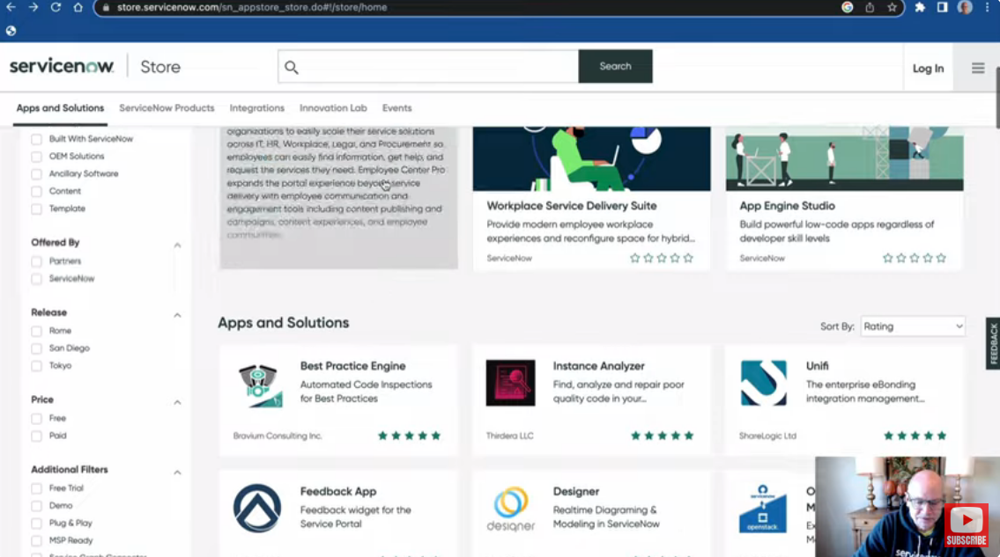 store.servicenow.com/sn_appstore_store.do#!/store/home
servicenow
Store
Search
Log In
Apps and Solutions
ServiceNow Products
Integrations
Innovation Lab
Events
Built With ServiceNow
OEM Solutions
Ancillary Software
Content
Template
Offered By
Partners
ServiceNow
Release
Rome
San Diego
Tokyo
Price
Free
Paid
Additional Filters
Free Trial
Demo
Plug & Play
MSP Ready
Service Graph Connector
organizations to easily scale their service solutions
across IT, HR, Workplace, Legal, and Procurement so
employees can easily find information, get help, and
request the services they need. Employee Center Pro
expands the portal experience beyond service
delivery with employee communication and
engagement tools including content publishing and
campaigns, content experiences, and employee
communities.
Workplace Service Delivery Suite
Provide modern employee workplace
experiences and reconfigure space for hybrid...
ServiceNow
App Engine Studio
Build powerful low-code apps regardless of
developer skill levels
ServiceNow
Apps and Solutions
Sort By:
Rating
FEEDBACK
Best Practice Engine
Automated Code Inspections
for Best Practices
Bravium Consulting Inc.
Instance Analyzer
Find, analyze and repair poor
quality code in your...
Thirdera LLC
Unifi
The enterprise eBonding
integration management...
ShareLogic Ltd
Feedback App
Feedback widget for the
Service Portal
designer
Designer
Realtime Diagraming &
Modeling in ServiceNow
openstack
SUBSCRIBE